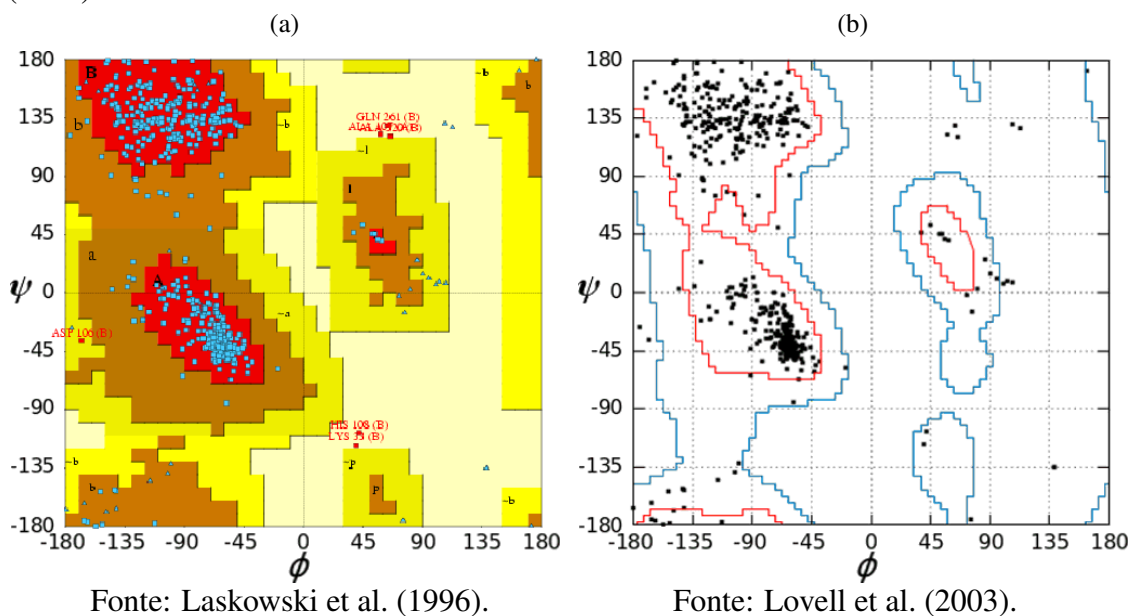 (a)
(b)
180
135
90
45
0
-45
-90
-135
-180
ψ
-180
-135
-90
-45
0
45
90
135
180
ϕ
B
b
~b
~b
b
GLN 261 (B)
~l
l
a
A
~a
ASP 106 (B)
HIS 108 (B)
LYS 33 (B)
~b
b
~p
p
~b
180
135
90
45
0
-45
-90
-135
-180
ψ
-180
-135
-90
-45
0
45
90
135
180
ϕ
Fonte: Laskowski et al. (1996).
Fonte: Lovell et al. (2003).